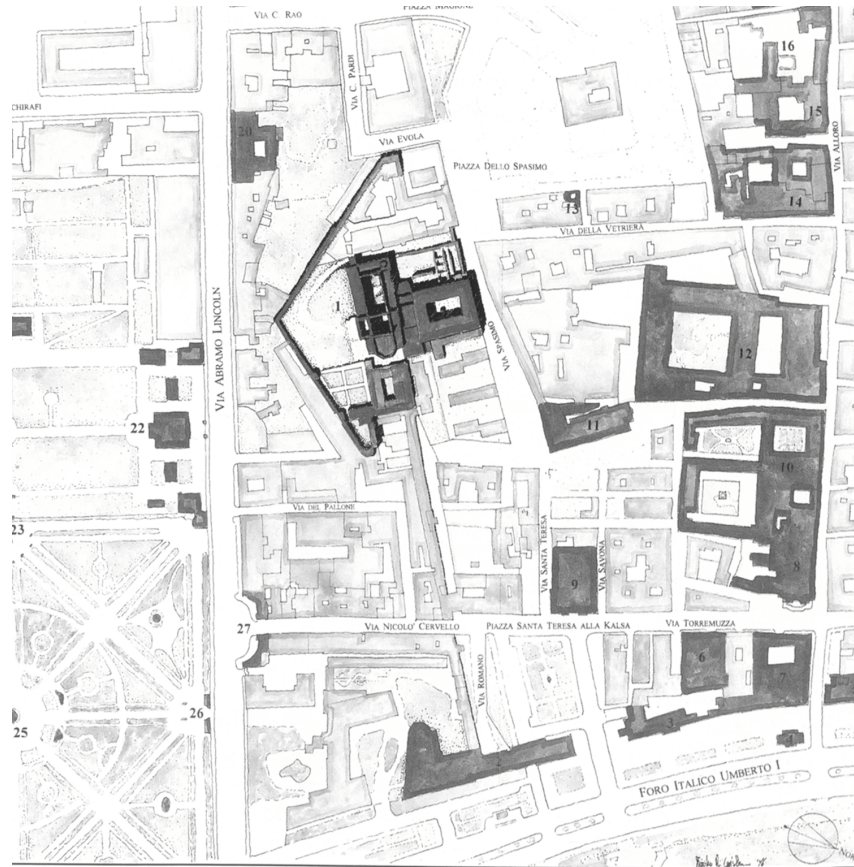 VIA C. RAO
PIAZZA MAGIONE
VIA C. PARDI
16
CHIRAFI
15
20
VIA EVOLA
VIA ALLORO
PIAZZA DELLO SPASIMO
13
14
VIA DELLA VETRIERA
1
VIA ABRAMO LINCOLN
VIA SPASIMO
12
22
11
10
23
VIA DEL PALLONE
VIA SANTA TERESA
VIA SAVONA
9
8
27
VIA NICOLO' CERVELLO
PIAZZA SANTA TERESA ALLA KALSA
VIA TORREMUZZA
6
7
VIA ROMANO
26
25
3
2
FORO ITALICO UMBERTO I